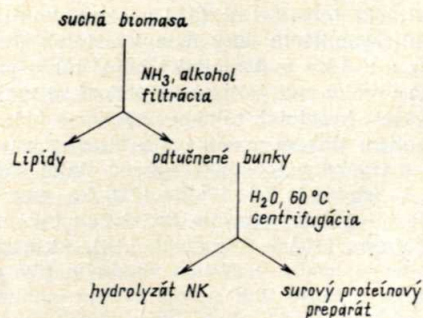 suchá biomasa
NH₃, alkohol
filtrácia
Lipidy
odtučnené bunky
H₂O, 60 °C
centrifugácia
hydrolyzát NK
surový proteínový
preparát